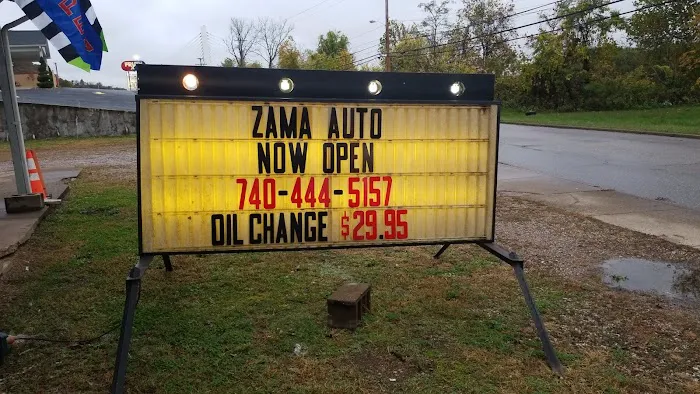 ZAMA AUTO
NOW OPEN
740-444-5157
OIL CHANGE $29.95